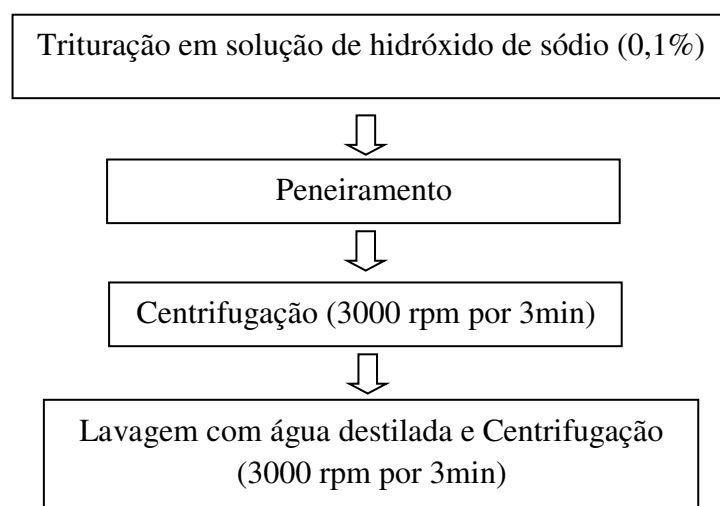 Trituração em solução de hidróxido de sódio (0,1%)
Peneiramento
Centrifugação (3000 rpm por 3min)
Lavagem com água destilada e Centrifugação
(3000 rpm por 3min)